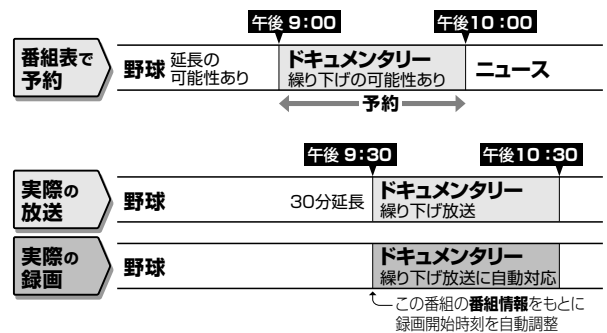 午後 9:00
午後10:00
番組表で
予約
野球 延長の
可能性あり
ドキュメンタリー
繰り下げの可能性あり
ニュース
予約
午後 9:30
午後10:30
実際の
放送
野球
30分延長
ドキュメンタリー
繰り下げ放送
実際の
録画
野球
ドキュメンタリー
繰り下げ放送に自動対応
この番組の番組情報をもとに
録画開始時刻を自動調整